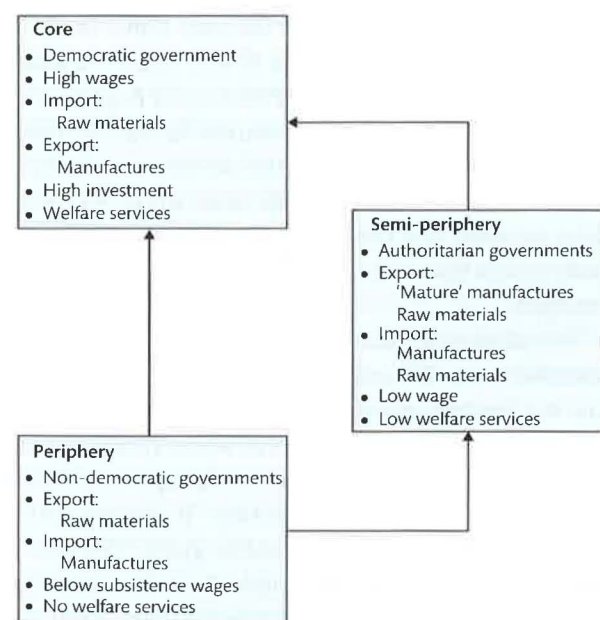 Core
• Democratic government
• High wages
• Import:
Raw materials
• Export:
Manufactures
• High investment
• Welfare services
Semi-periphery
• Authoritarian governments
• Export:
'Mature' manufactures
Raw materials
• Import:
Manufactures
Raw materials
• Low wage
• Low welfare services
Periphery
• Non-democratic governments
• Export:
Raw materials
• Import:
Manufactures
• Below subsistence wages
• No welfare services